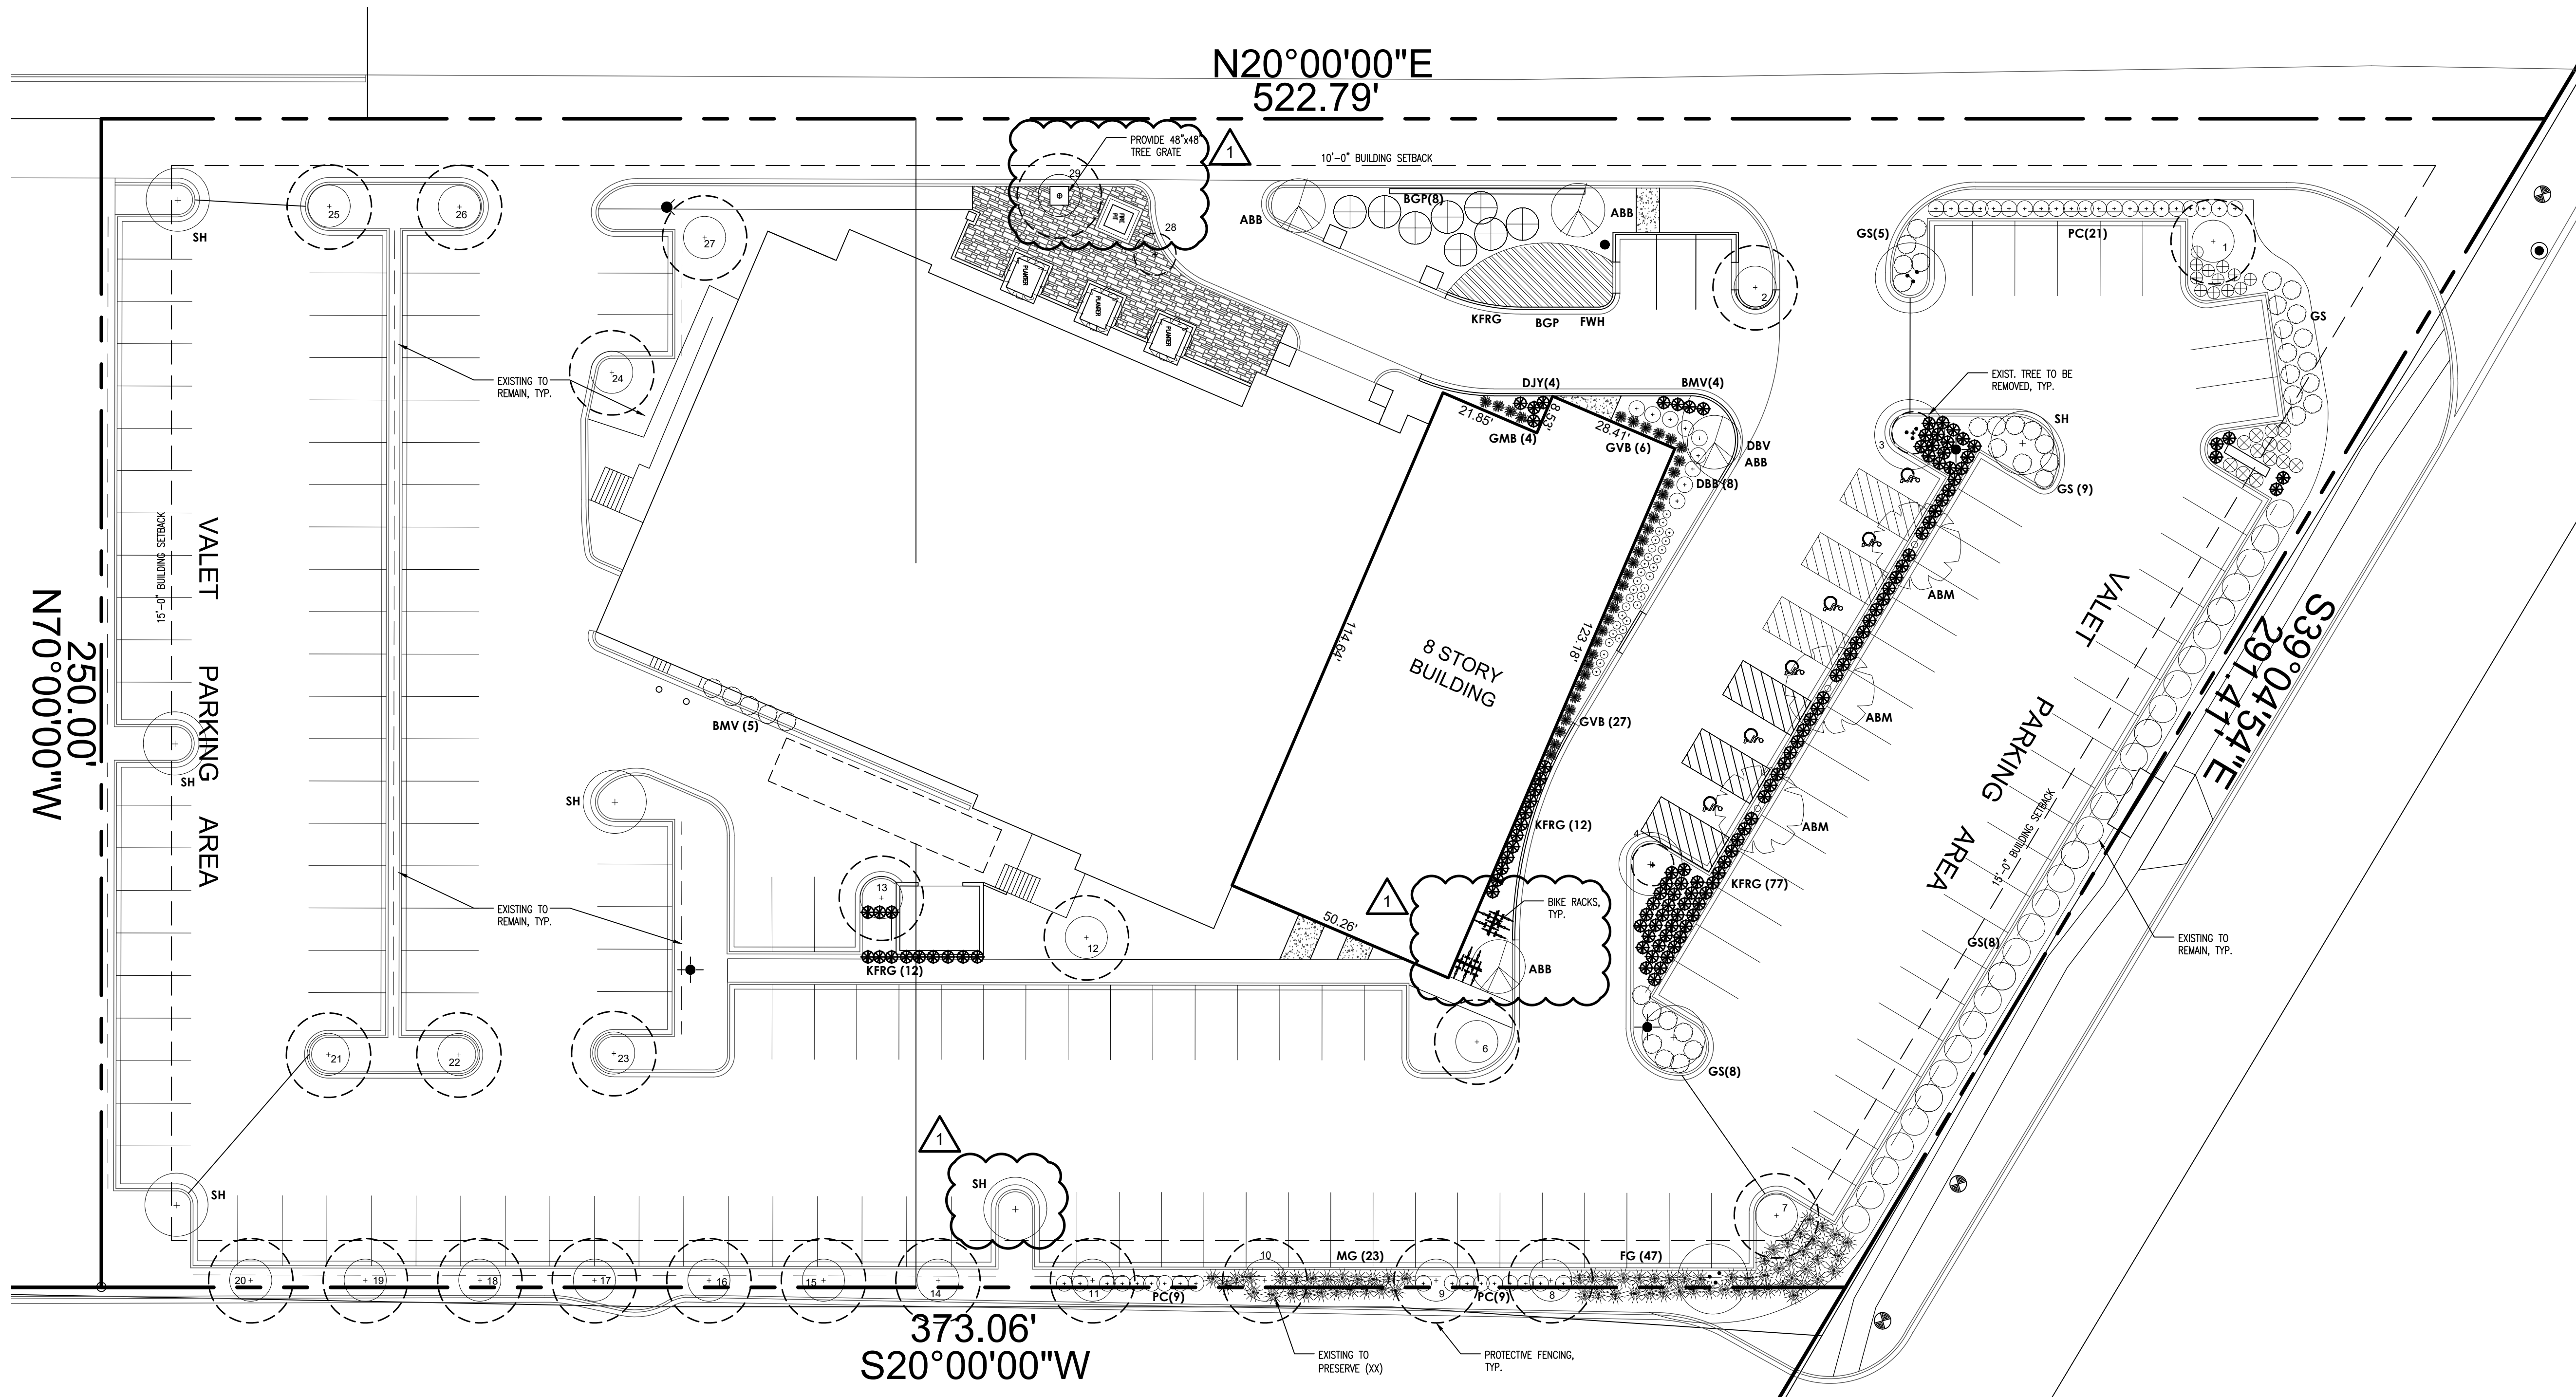 N20°00'00"E
522.79'
PROVIDE 48"x48"
TREE GRATE
1
10'-0" BUILDING SETBACK
29
28
FIRE
PIT
PLANTER
PLANTER
PLANTER
SH
25
26
27
24
EXISTING TO
REMAIN, TYP.
ABB
BGP(8)
ABB
KFRG
BGP
FWH
2
GS(5)
PC(21)
1
GS
EXIST. TREE TO BE
REMOVED, TYP.
3
SH
GS (9)
DJY(4)
BMV(4)
21.85'
8.53'
28.41'
GMB (4)
GVB (6)
DBV
ABB
DBB (8)
15'-0" BUILDING SETBACK
VALET PARKING AREA
N70°00'00"W
250.00'
SH
BMV (5)
114.64'
8 STORY
BUILDING
123.18'
GVB (27)
ABM
ABM
ABM
VALET PARKING AREA
15'-0" BUILDING SETBACK
S39°04'54"E
291.41'
SH
KFRG (12)
4
KFRG (77)
1
BIKE RACKS,
TYP.
50.26'
ABB
13
12
KFRG (12)
EXISTING TO
REMAIN, TYP.
GS(8)
EXISTING TO
REMAIN, TYP.
21
22
23
6
GS(8)
1
SH
SH
7
20
19
18
17
16
15
14
11
PC(9)
10
MG (23)
9
PC(9)
8
FG (47)
373.06'
S20°00'00"W
EXISTING TO
PRESERVE (XX)
PROTECTIVE FENCING,
TYP.